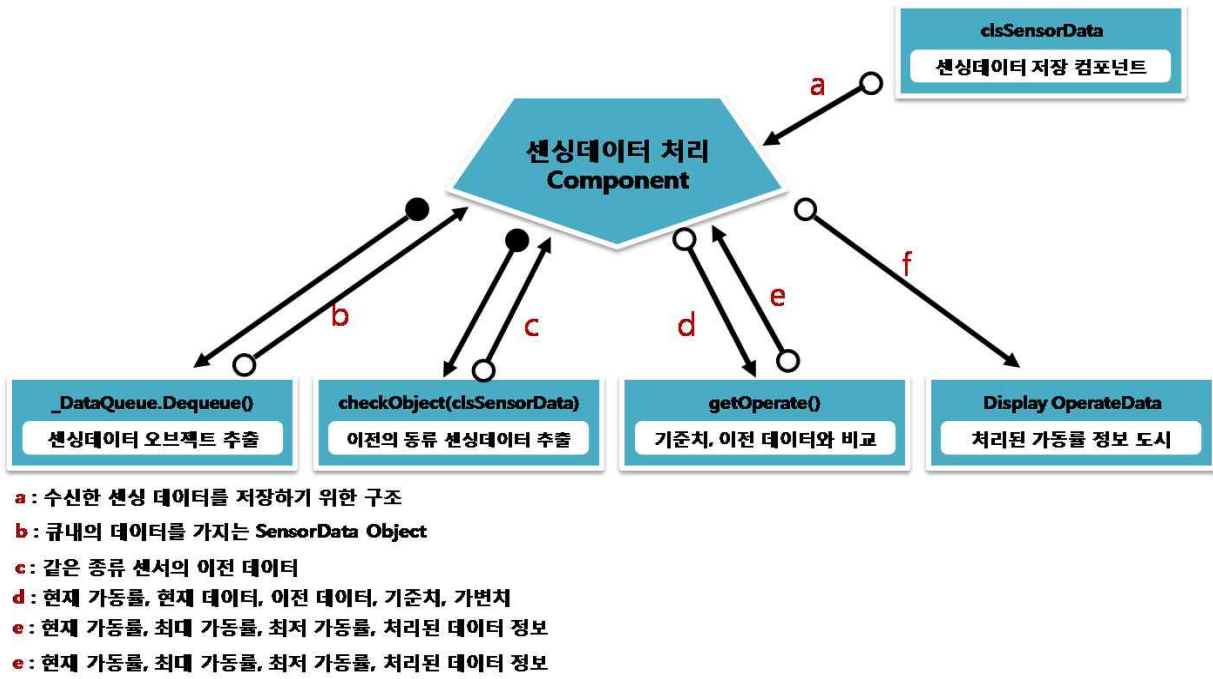 clsSensorData
센싱데이터 저장 컴포넌트
a
센싱데이터 처리
Component
b
c
d
e
f
_DataQueue.Dequeue()
센싱데이터 오브젝트 추출
checkObject(clsSensorData)
이전의 동류 센싱데이터 추출
getOperate()
기준치, 이전 데이터와 비교
Display OperateData
처리된 가동률 정보 도시
a : 수신한 센싱 데이터를 저장하기 위한 구조
b : 큐내의 데이터를 가지는 SensorData Object
c : 같은 종류 센서의 이전 데이터
d : 현재 가동률, 현재 데이터, 이전 데이터, 기준치, 가변치
e : 현재 가동률, 최대 가동률, 최저 가동률, 처리된 데이터 정보
e : 현재 가동률, 최대 가동률, 최저 가동률, 처리된 데이터 정보